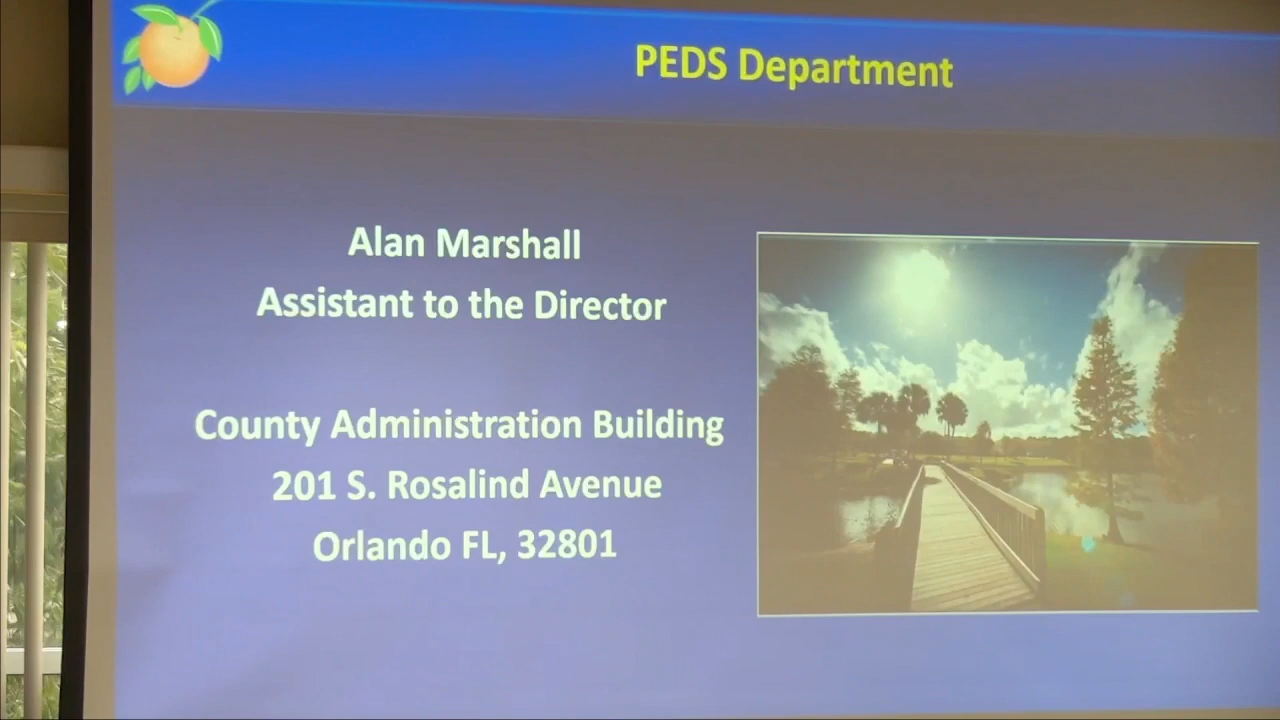 PEDS Department
Alan Marshall
Assistant to the Director
County Administration Building
201 S. Rosalind Avenue
Orlando FL, 32801